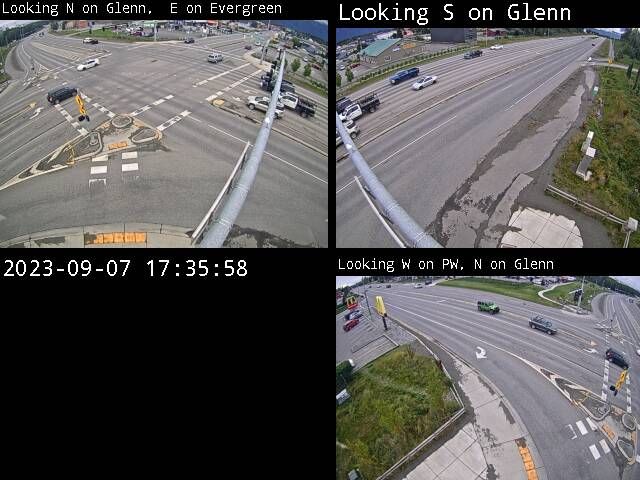 Looking N on Glenn,  E on Evergreen
Looking S on Glenn
2023-09-07 17:35:58
Looking W on PW, N on Glenn